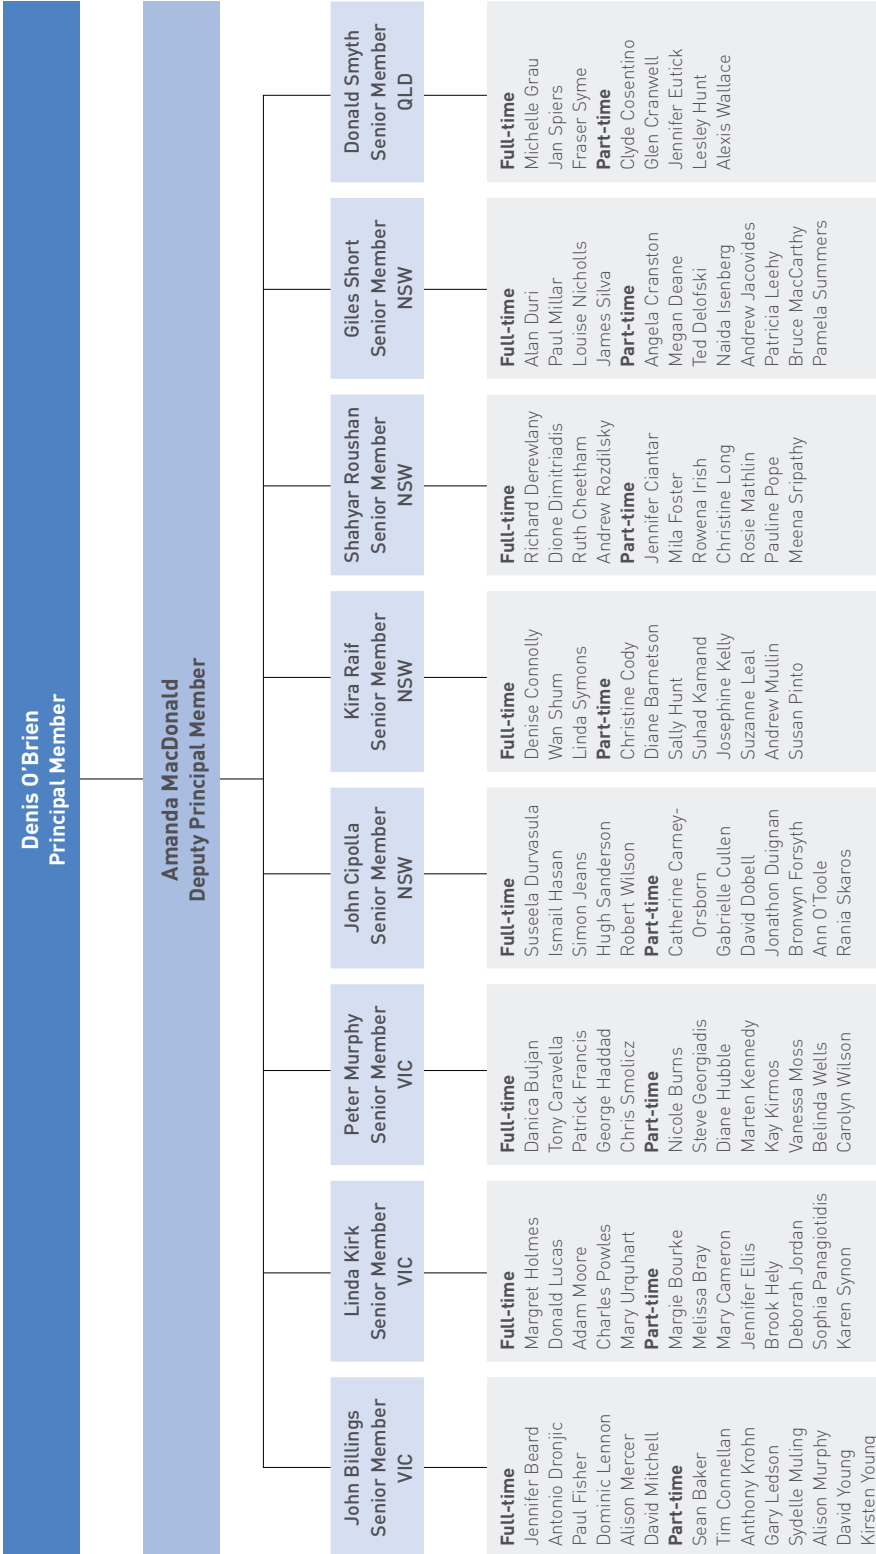 Denis O'Brien
Principal Member
Amanda MacDonald
Deputy Principal Member
John Billings
Senior Member
VIC
Full-time
Jennifer Beard
Antonio Dronjic
Paul Fisher
Dominic Lennon
Alison Mercer
David Mitchell
Part-time
Sean Baker
Tim Connellan
Anthony Krohn
Gary Ledson
Sydelle Muling
Alison Murphy
David Young
Kirsten Young
Linda Kirk
Senior Member
VIC
Full-time
Margret Holmes
Donald Lucas
Adam Moore
Charles Powles
Mary Urquhart
Part-time
Margie Bourke
Melissa Bray
Mary Cameron
Jennifer Ellis
Brook Hely
Deborah Jordan
Sophia Panagiotidis
Karen Synon
Peter Murphy
Senior Member
VIC
Full-time
Danica Buljan
Tony Caravella
Patrick Francis
George Haddad
Chris Smolicz
Part-time
Nicole Burns
Steve Georgiadis
Diane Hubble
Marten Kennedy
Kay Kirmos
Vanessa Moss
Belinda Wells
Carolyn Wilson
John Cipolla
Senior Member
NSW
Full-time
Suseela Durvasula
Ismail Hasan
Simon Jeans
Hugh Sanderson
Robert Wilson
Part-time
Catherine Carney-
Orsborn
Gabrielle Cullen
David Dobell
Jonathon Duignan
Bronwyn Forsyth
Ann O'Toole
Rania Skaros
Kira Raif
Senior Member
NSW
Full-time
Denise Connolly
Wan Shum
Linda Symons
Part-time
Christine Cody
Diane Barnetson
Sally Hunt
Suhad Kamand
Josephine Kelly
Suzanne Leal
Andrew Mullin
Susan Pinto
Shahyar Roushan
Senior Member
NSW
Full-time
Richard Derewlany
Dione Dimitriadis
Ruth Cheetham
Andrew Rozdilsky
Part-time
Jennifer Ciantar
Mila Foster
Rowena Irish
Christine Long
Rosie Mathlin
Pauline Pope
Meena Sripathy
Giles Short
Senior Member
NSW
Full-time
Alan Duri
Paul Millar
Louise Nicholls
James Silva
Part-time
Angela Cranston
Megan Deane
Ted Delofski
Naida Isenberg
Andrew Jacovides
Patricia Leehy
Bruce MacCarthy
Pamela Summers
Donald Smyth
Senior Member
QLD
Full-time
Michelle Grau
Jan Spiers
Fraser Syme
Part-time
Clyde Cosentino
Glen Cranwell
Jennifer Eutick
Lesley Hunt
Alexis Wallace